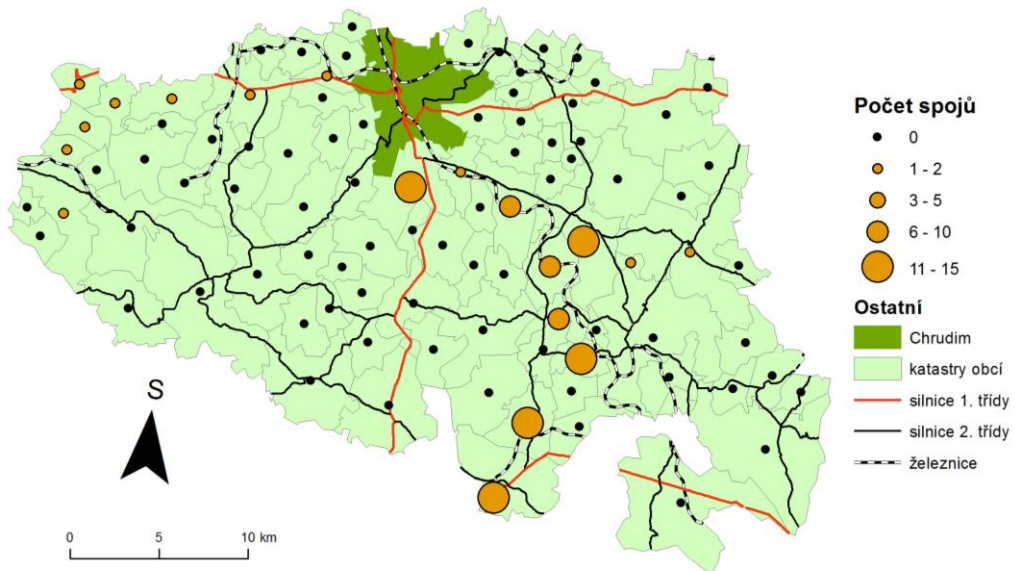 Počet spojů
0
1 - 2
3 - 5
6 - 10
11 - 15
Ostatní
Chrudim
katastry obcí
silnice 1. třídy
silnice 2. třídy
železnice
S
0 5 10 km